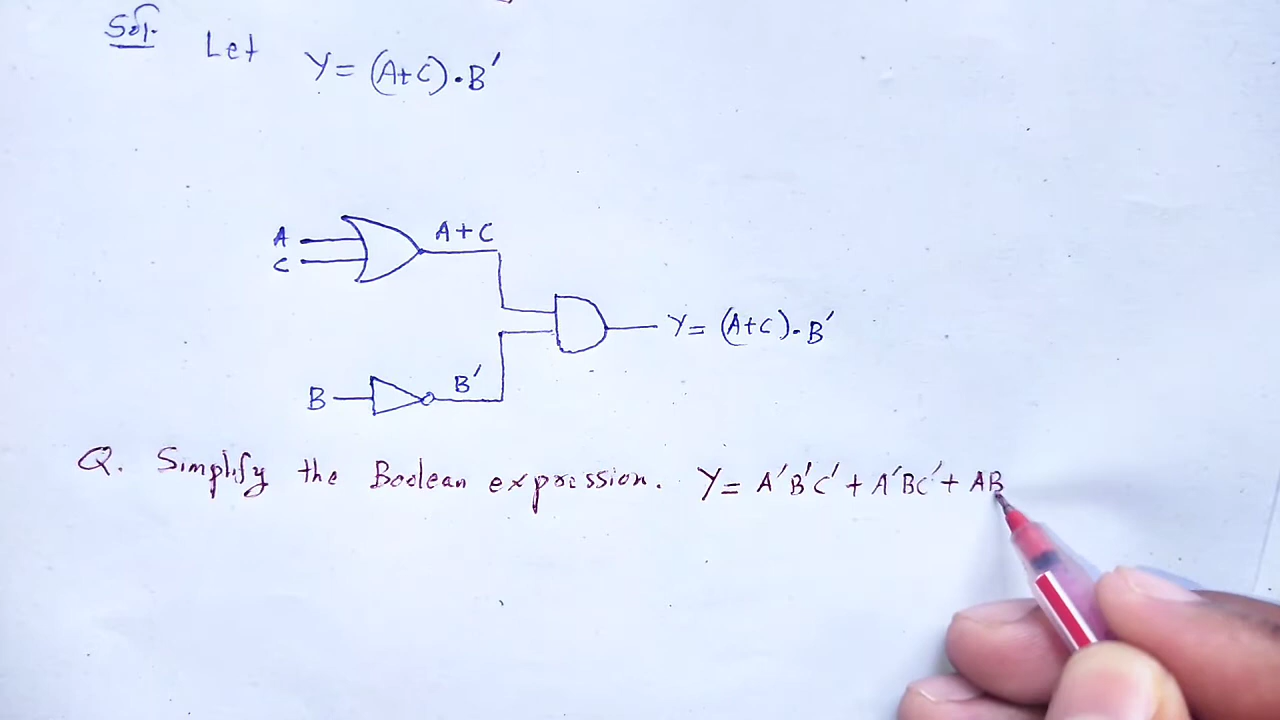 Sol.
Let Y = (A+C)·B′
A
C
A+C
B
B′
Y = (A+C)·B′
Q. Simplify the Boolean expression. Y = A′B′C′ + A′BC′ + AB